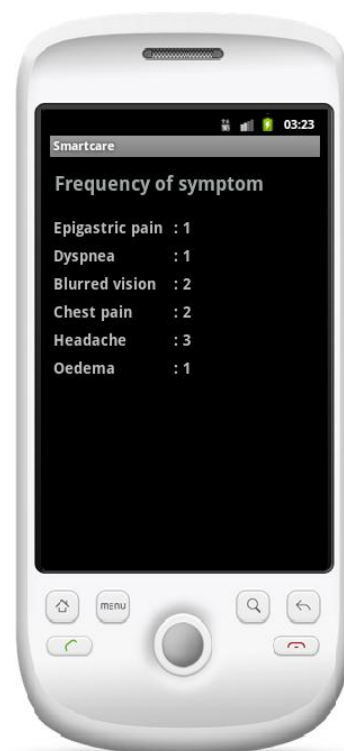 03:23
Smartcare
Frequency of symptom
Epigastric pain : 1
Dyspnea : 1
Blurred vision : 2
Chest pain : 2
Headache : 3
Oedema : 1
MENU